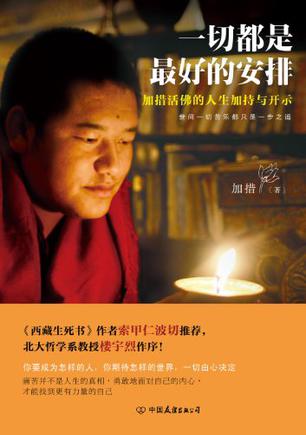 一切都是
最好的安排
加措活佛的人生加持与开示
世间一切苦乐都只是一步之遥
加措
(著)
《西藏生死书》作者索甲仁波切推荐，
北大哲学系教授楼宇烈作序！
你要成为怎样的人，你期待怎样的世界，一切由心决定
痛苦并不是人生的真相，勇敢地面对自己的内心，
才能找到更有力量的自己
中国友谊出版公司